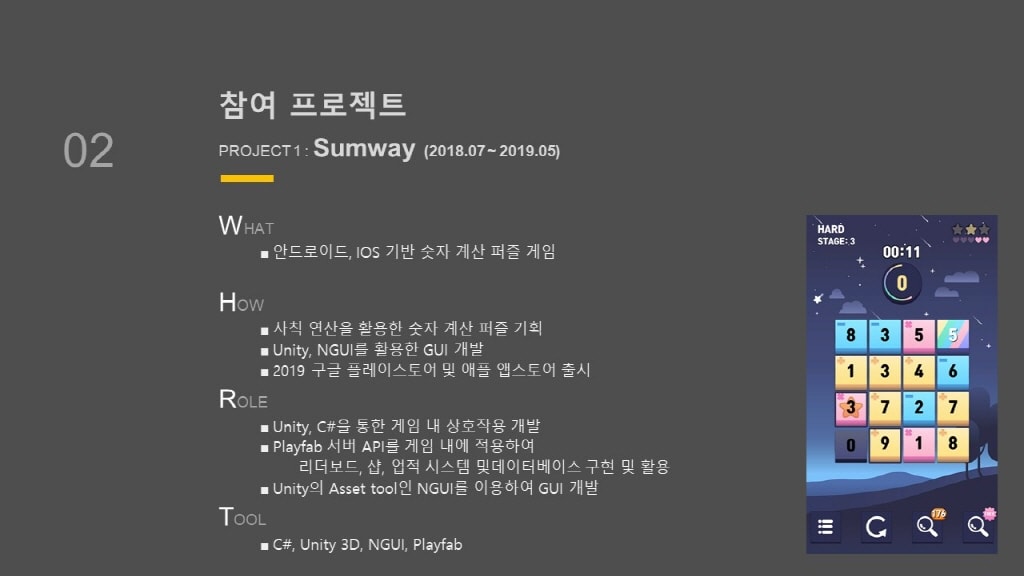 02
참여 프로젝트
PROJECT 1 : Sumway (2018.07 ~ 2019.05)
WHAT
■ 안드로이드, IOS 기반 숫자 계산 퍼즐 게임
HOW
■ 사칙 연산을 활용한 숫자 계산 퍼즐 기획
■ Unity, NGUI를 활용한 GUI 개발
■ 2019 구글 플레이스토어 및 애플 앱스토어 출시
ROLE
■ Unity, C#을 통한 게임 내 상호작용 개발
■ Playfab 서버 API를 게임 내에 적용하여
리더보드, 샵, 업적 시스템 및데이터베이스 구현 및 활용
■ Unity의 Asset tool인 NGUI를 이용하여 GUI 개발
TOOL
■ C#, Unity 3D, NGUI, Playfab
HARD
STAGE: 3
00:11
0
8 3 5 5
1 3 4 6
3 7 2 7
0 9 1 8
176